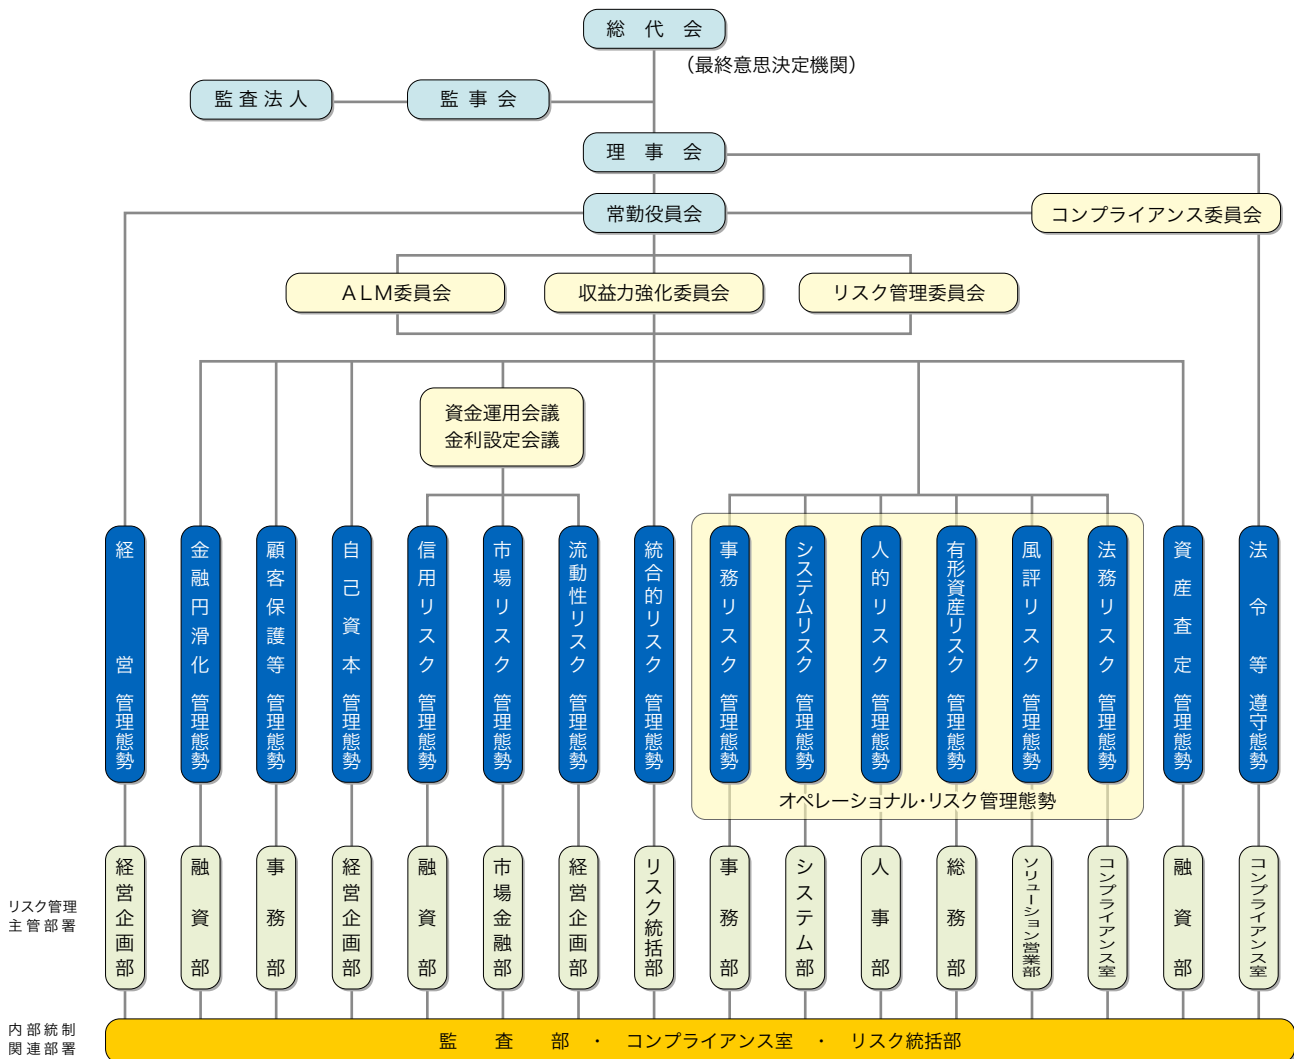 総代会
（最終意思決定機関）
監査法人
監事会
理事会
常勤役員会
コンプライアンス委員会
ALM委員会
収益力強化委員会
リスク管理委員会
資金運用会議
金利設定会議
経営管理態勢
金融円滑化管理態勢
顧客保護等管理態勢
自己資本管理態勢
信用リスク管理態勢
市場リスク管理態勢
流動性リスク管理態勢
統合的リスク管理態勢
事務リスク管理態勢
システムリスク管理態勢
人的リスク管理態勢
有形資産リスク管理態勢
風評リスク管理態勢
法務リスク管理態勢
資産査定管理態勢
法令等遵守態勢
オペレーショナル・リスク管理態勢
リスク管理
主管部署
経営企画部
融資部
事務部
経営企画部
融資部
市場金融部
経営企画部
リスク統括部
事務部
システム部
人事部
総務部
ソリューション営業部
コンプライアンス室
融資部
コンプライアンス室
内部統制
関連部署
監査部・コンプライアンス室・リスク統括部